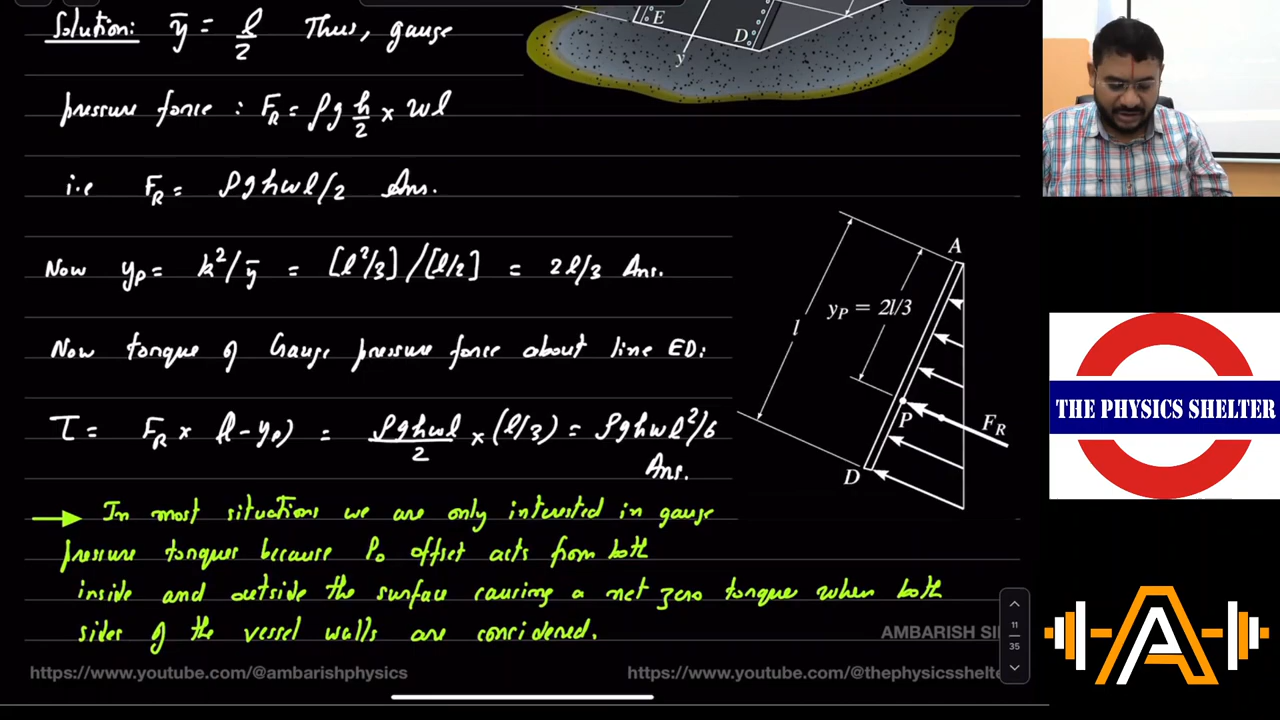 Solution: ȳ = l/2 Thus, gauge
pressure force : F_R = ρg h/2 × wl
i.e F_R = ρghwl/2 Ans.
Now y_P = k²/ȳ = [l²/3]/[l/2] = 2l/3 Ans.
Now torque of Gauge pressure force about line ED:
τ = F_R × (l - y_P) = ρghwl/2 × (l/3) = ρghwl²/6
Ans.
→ In most situations we are only interested in gauge
pressure torques because P₀ offset acts from both
inside and outside the surface causing a net zero torque when both
sides of the vessel walls are considered.
E
D
y
A
y_P = 2l/3
l
P
F_R
D
THE PHYSICS SHELTER
AMBARISH
11
35
https://www.youtube.com/@ambarishphysics
https://www.youtube.com/@thephysicsshelte